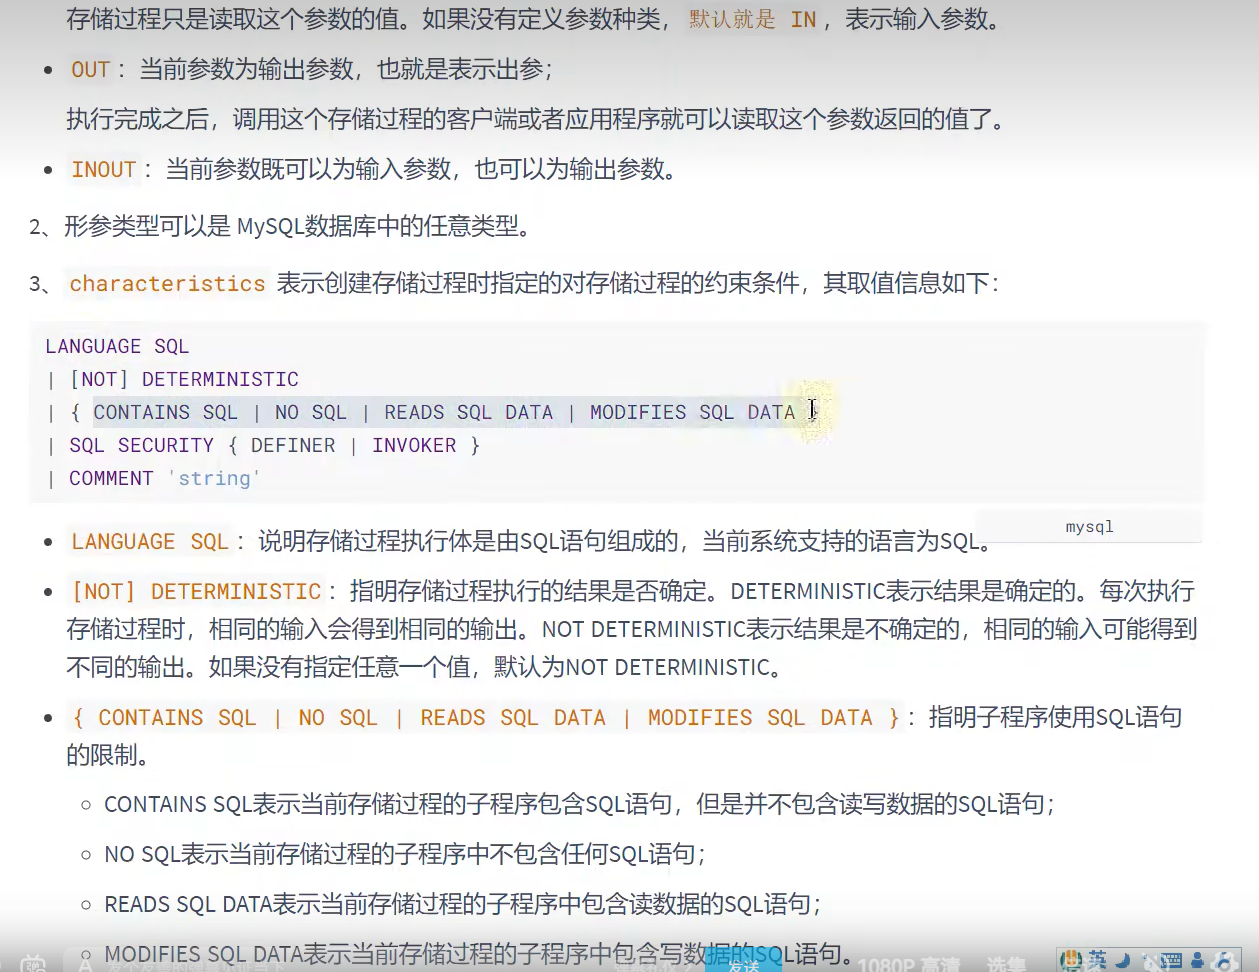 存储过程只是读取这个参数的值。如果没有定义参数种类，默认就是 IN，表示输入参数。
OUT：当前参数为输出参数，也就是表示出参；
执行完成之后，调用这个存储过程的客户端或者应用程序就可以读取这个参数返回的值了。
INOUT：当前参数既可以为输入参数，也可以为输出参数。
2、形参类型可以是 MySQL数据库中的任意类型。
3、characteristics 表示创建存储过程时指定的对存储过程的约束条件，其取值信息如下：
LANGUAGE SQL
| [NOT] DETERMINISTIC
| { CONTAINS SQL | NO SQL | READS SQL DATA | MODIFIES SQL DATA }
| SQL SECURITY { DEFINER | INVOKER }
| COMMENT 'string'
mysql
LANGUAGE SQL：说明存储过程执行体是由SQL语句组成的，当前系统支持的语言为SQL。
[NOT] DETERMINISTIC：指明存储过程执行的结果是否确定。DETERMINISTIC表示结果是确定的。每次执行
存储过程时，相同的输入会得到相同的输出。NOT DETERMINISTIC表示结果是不确定的，相同的输入可能得到
不同的输出。如果没有指定任意一个值，默认为NOT DETERMINISTIC。
{ CONTAINS SQL | NO SQL | READS SQL DATA | MODIFIES SQL DATA }：指明子程序使用SQL语句
的限制。
CONTAINS SQL表示当前存储过程的子程序包含SQL语句，但是并不包含读写数据的SQL语句；
NO SQL表示当前存储过程的子程序中不包含任何SQL语句；
READS SQL DATA表示当前存储过程的子程序中包含读数据的SQL语句；
MODIFIES SQL DATA表示当前存储过程的子程序中包含写数据的SQL语句。
发送
1080P 高清
选集
英